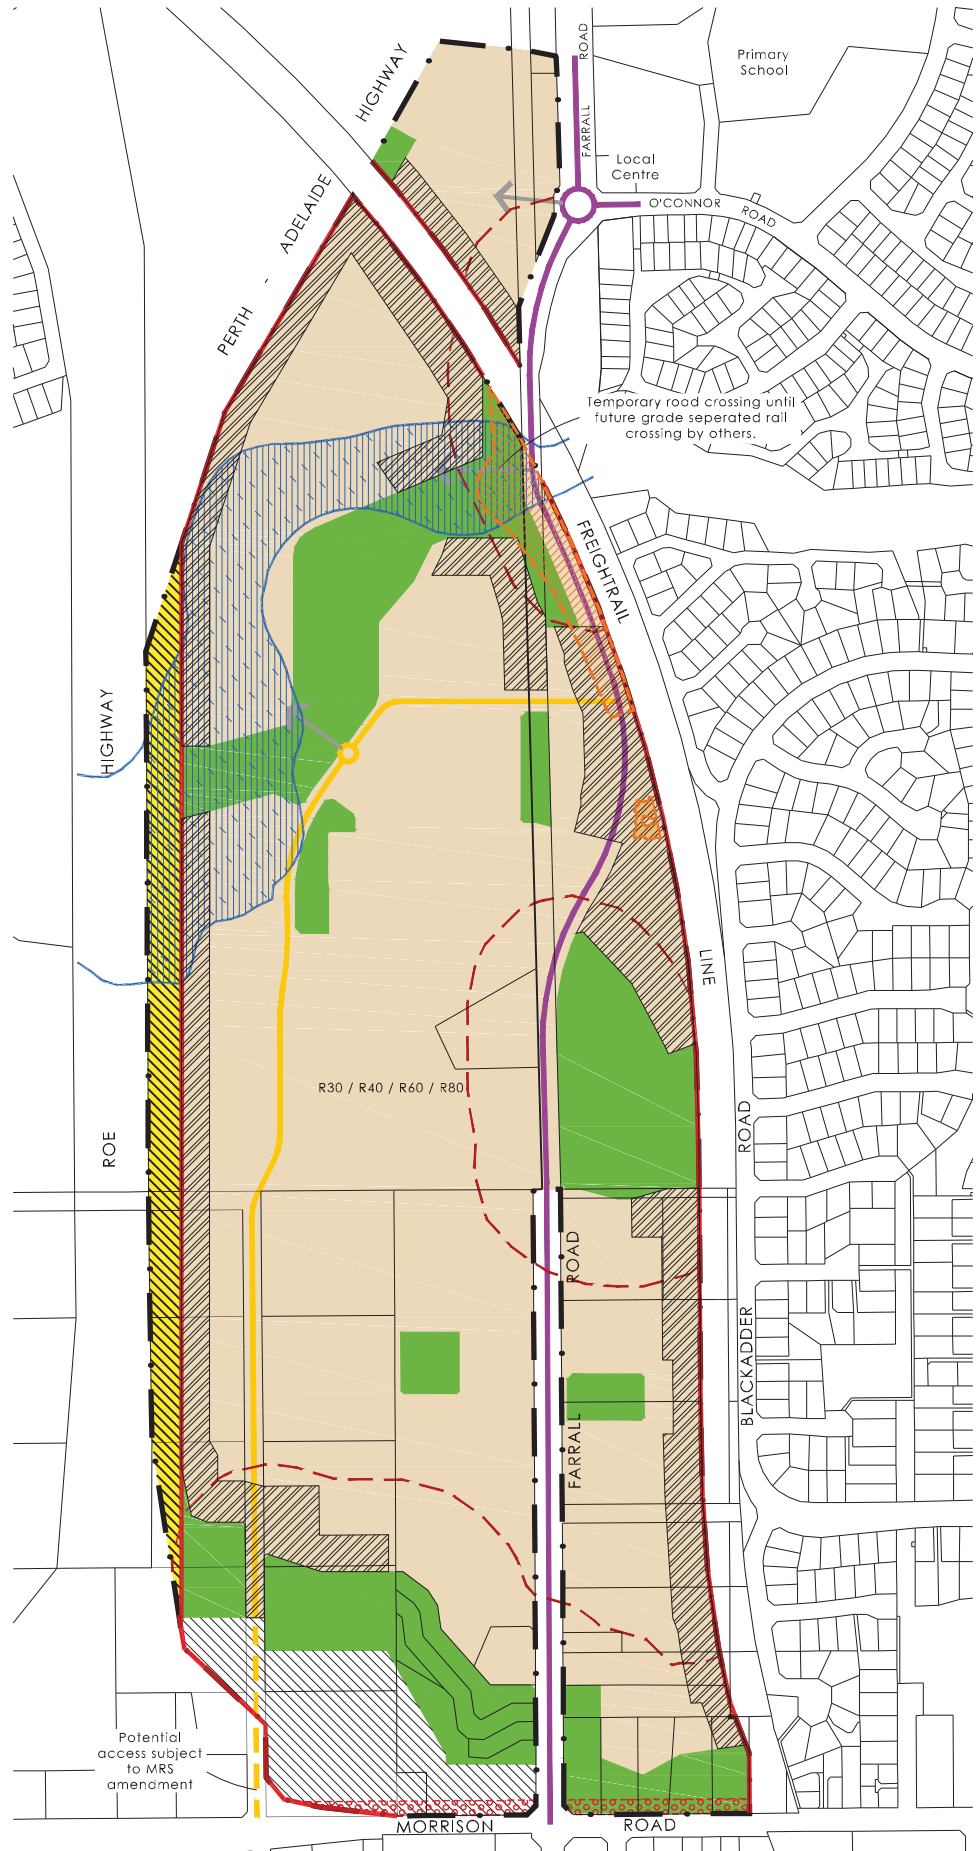 ROAD
FARRALL
HIGHWAY
Primary
School
Local
Centre
O'CONNOR
ROAD
PERTH - ADELAIDE
Temporary road crossing until
future grade seperated rail
crossing by others.
FREIGHTRAIL
HIGHWAY
LINE
R30 / R40 / R60 / R80
ROE
ROAD
ROAD
BLACKADDER
FARRALL
Potential
access subject
to MRS
amendment
MORRISON
ROAD